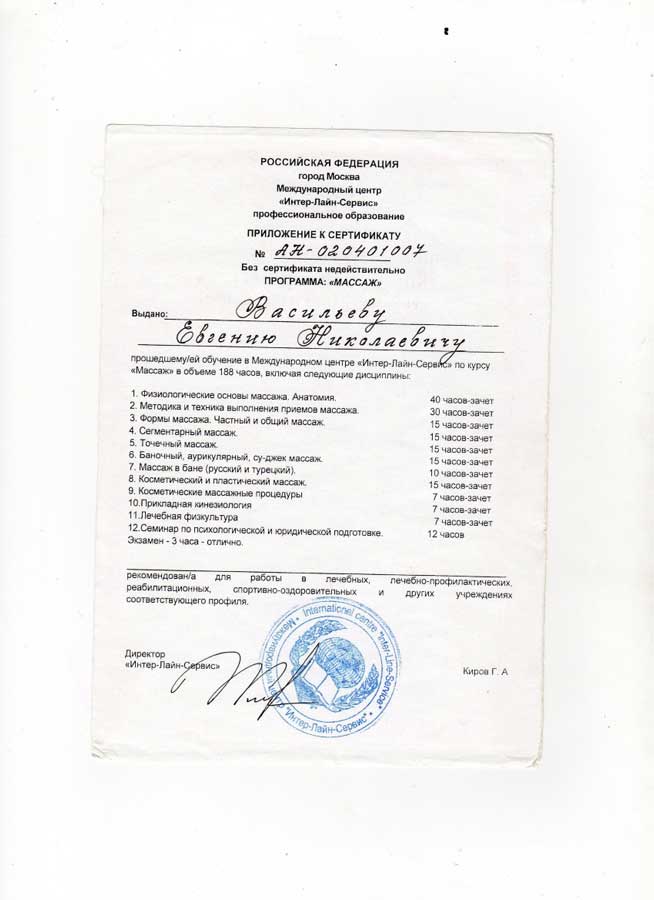 РОССИЙСКАЯ ФЕДЕРАЦИЯ
город Москва
Международный центр
«Интер-Лайн-Сервис»
профессиональное образование
ПРИЛОЖЕНИЕ К СЕРТИФИКАТУ
№ АН-020401007
Без сертификата недействительно
ПРОГРАММА: «МАССАЖ»
Выдано: Васильеву
Евгению Николаевичу
прошедшему/ей обучение в Международном центре «Интер-Лайн-Сервис» по курсу
«Массаж» в объеме 188 часов, включая следующие дисциплины:
1. Физиологические основы массажа. Анатомия. 40 часов-зачет
2. Методика и техника выполнения приемов массажа. 30 часов-зачет
3. Формы массажа. Частный и общий массаж. 15 часов-зачет
4. Сегментарный массаж. 15 часов-зачет
5. Точечный массаж. 15 часов-зачет
6. Баночный, аурикулярный, су-джек массаж. 15 часов-зачет
7. Массаж в бане (русский и турецкий). 10 часов-зачет
8. Косметический и пластический массаж. 15 часов-зачет
9. Косметические массажные процедуры 7 часов-зачет
10.Прикладная кинезиология 7 часов-зачет
11.Лечебная физкультура 7 часов-зачет
12.Семинар по психологической и юридической подготовке. 12 часов
Экзамен - 3 часа - отлично.
рекомендован/а для работы в лечебных, лечебно-профилактических,
реабилитационных, спортивно-оздоровительных и других учреждениях
соответствующего профиля.
International centre "Inter-Line-Service"
"Интер-Лайн-Сервис"
Директор
«Интер-Лайн-Сервис»
Киров Г. А